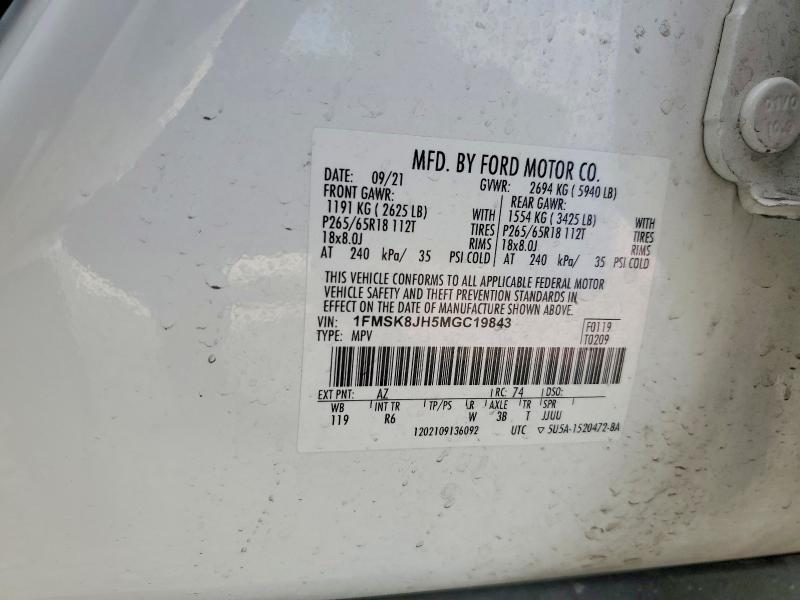 MFD. BY FORD MOTOR CO.
DATE: 09/21 GVWR: 2694 KG ( 5940 LB)
FRONT GAWR: REAR GAWR:
1191 KG ( 2625 LB) WITH 1554 KG ( 3425 LB) WITH
P265/65R18 112T TIRES P265/65R18 112T TIRES
18x8.0J RIMS 18x8.0J RIMS
AT 240 kPa/ 35 PSI COLD AT 240 kPa/ 35 PSI COLD
THIS VEHICLE CONFORMS TO ALL APPLICABLE FEDERAL MOTOR
VEHICLE SAFETY AND THEFT PREVENTION STANDARDS IN
EFFECT ON THE DATE OF MANUFACTURE SHOWN ABOVE.
VIN: 1FMSK8JH5MGC19843 F0119
TYPE: MPV T0209
EXT PNT: AZ RC: 74 DSO:
WB INT TR TP/PS R AXLE TR SPR
119 R6 W 3B T JJUU
1202109136092 UTC ▽ 5U5A-1520472-BA